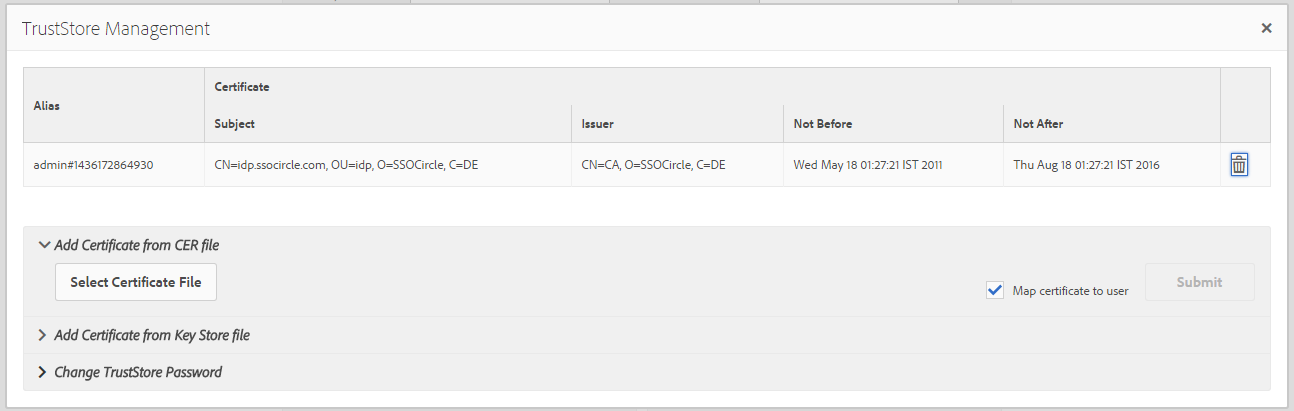 TrustStore Management
Alias
Certificate
Subject
Issuer
Not Before
Not After
admin#1436172864930
CN=idp.ssocircle.com, OU=idp, O=SSOCircle, C=DE
CN=CA, O=SSOCircle, C=DE
Wed May 18 01:27:21 IST 2011
Thu Aug 18 01:27:21 IST 2016
Add Certificate from CER file
Select Certificate File
Map certificate to user
Submit
Add Certificate from Key Store file
Change TrustStore Password